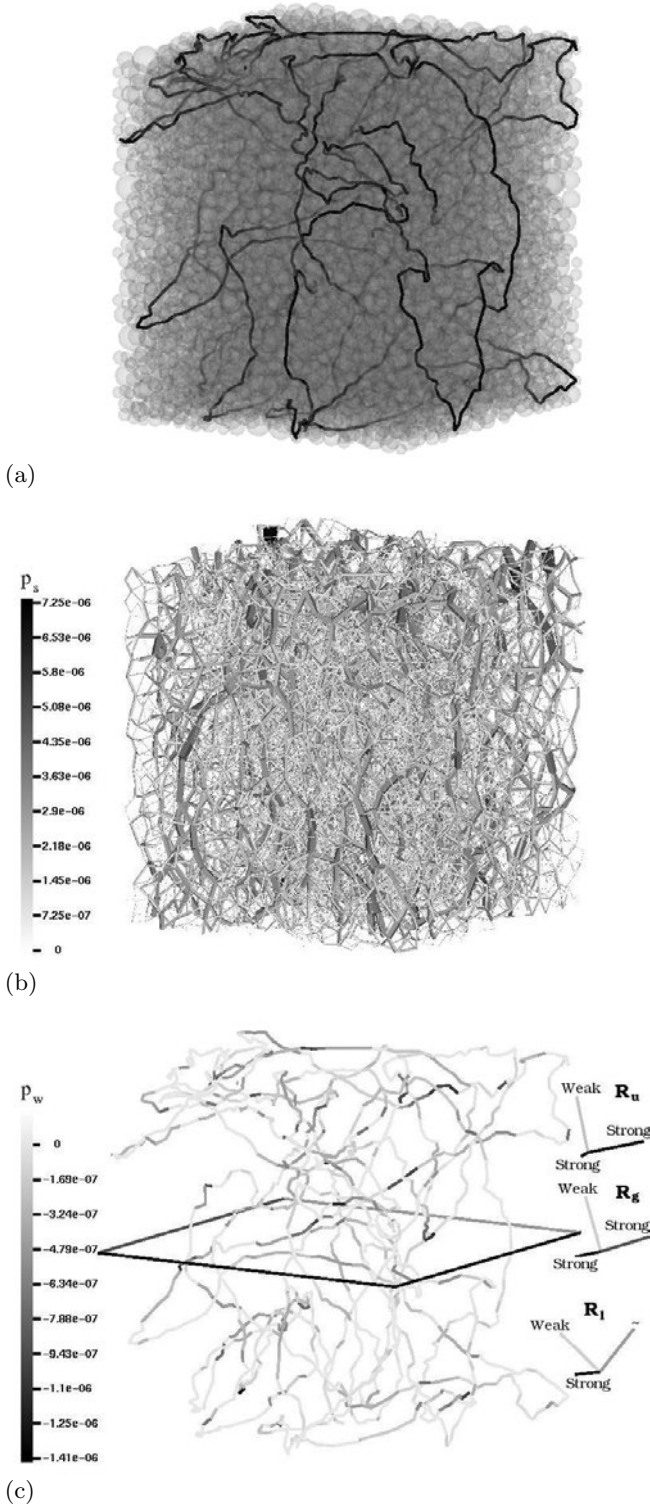 (a)
p_s
7.25e-06
6.53e-06
5.8e-06
5.08e-06
4.35e-06
3.63e-06
2.9e-06
2.18e-06
1.45e-06
7.25e-07
0
(b)
p_w
0
-1.69e-07
-3.24e-07
-4.79e-07
-6.34e-07
-7.88e-07
-9.43e-07
-1.1e-06
-1.25e-06
-1.41e-06
Weak R_u
Strong
Strong
Weak R_g
Strong
Strong
R_l ~
Weak
Strong
(c)